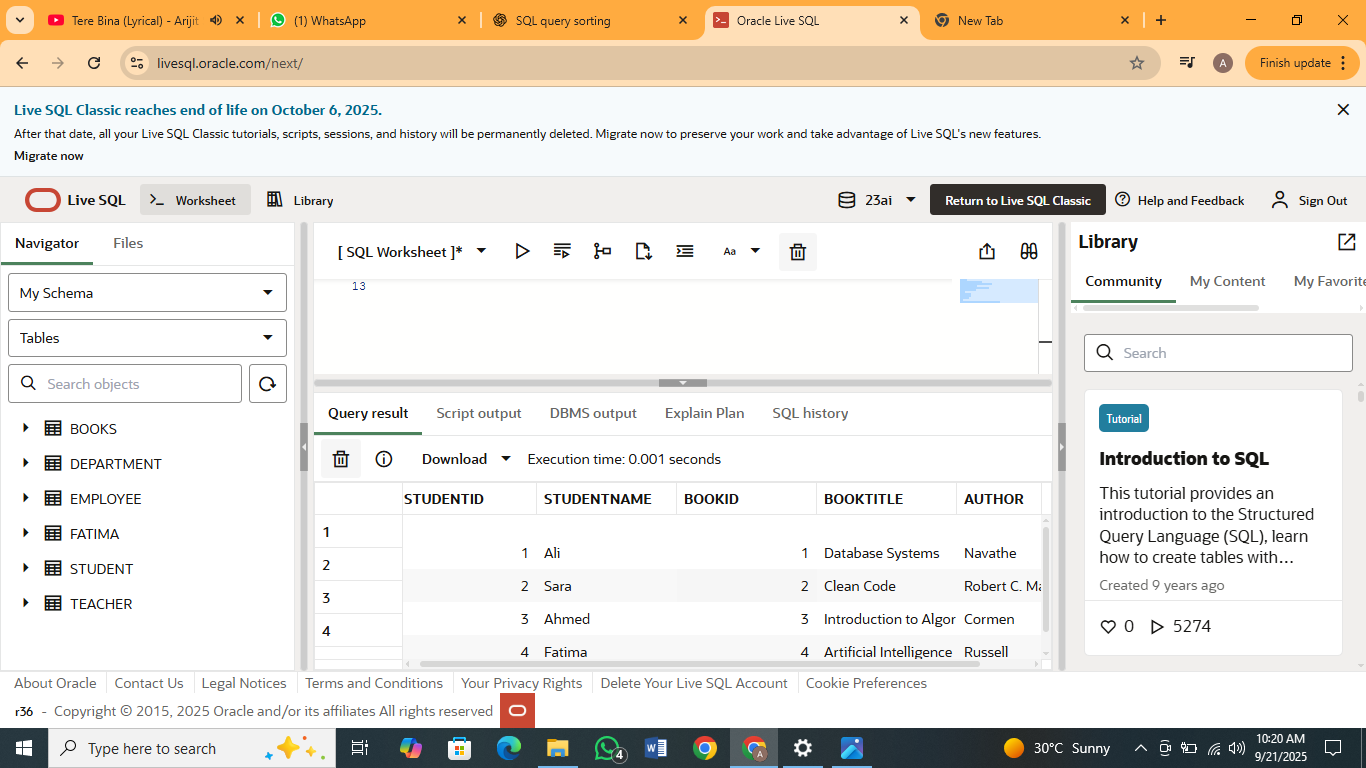 Tere Bina (Lyrical) - Arijit
(1) WhatsApp
SQL query sorting
Oracle Live SQL
New Tab
livesql.oracle.com/next/
A
Finish update
Live SQL Classic reaches end of life on October 6, 2025.
After that date, all your Live SQL Classic tutorials, scripts, sessions, and history will be permanently deleted. Migrate now to preserve your work and take advantage of Live SQL's new features.
Migrate now
Live SQL
Worksheet
Library
23ai
Return to Live SQL Classic
Help and Feedback
Sign Out
Navigator
Files
My Schema
Tables
Search objects
BOOKS
DEPARTMENT
EMPLOYEE
FATIMA
STUDENT
TEACHER
[ SQL Worksheet ]*
Aa
13
Query result
Script output
DBMS output
Explain Plan
SQL history
Download
Execution time: 0.001 seconds
STUDENTID STUDENTNAME BOOKID BOOKTITLE AUTHOR
1
2
3
4
1 Ali 1 Database Systems Navathe
2 Sara 2 Clean Code Robert C. Ma
3 Ahmed 3 Introduction to Algor Cormen
4 Fatima 4 Artificial Intelligence Russell
Library
Community
My Content
My Favorite
Search
Tutorial
Introduction to SQL
This tutorial provides an
introduction to the Structured
Query Language (SQL), learn
how to create tables with...
Created 9 years ago
0
5274
About Oracle
Contact Us
Legal Notices
Terms and Conditions
Your Privacy Rights
Delete Your Live SQL Account
Cookie Preferences
r36 - Copyright © 2015, 2025 Oracle and/or its affiliates All rights reserved
Type here to search
4
A
30°C Sunny
10:20 AM
9/21/2025